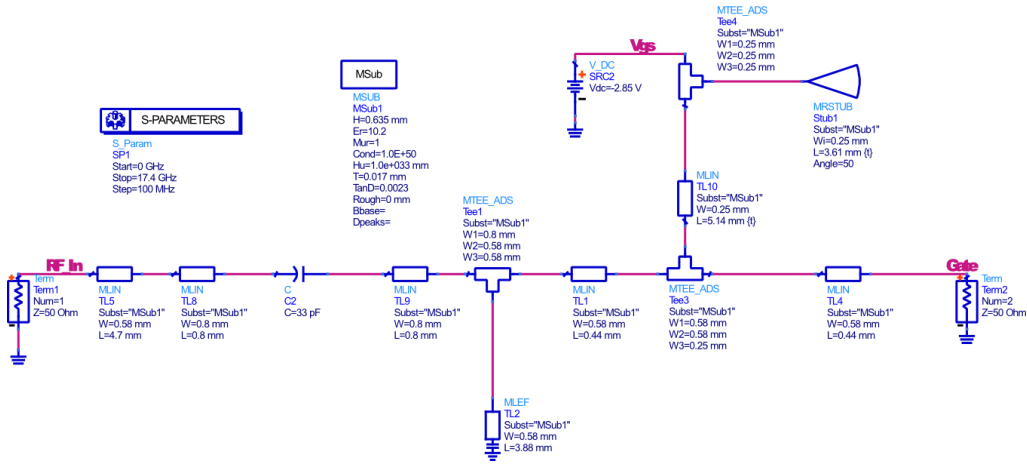 MTEE_ADS
Tee4
Subst="MSub1"
W1=0.25 mm
W2=0.25 mm
W3=0.25 mm
Vgs
V_DC
SRC2
Vdc=-2.85 V
MSub
MSUB
MSub1
H=0.635 mm
Er=10.2
Mur=1
Cond=1.0E+50
Hu=1.0e+033 mm
T=0.017 mm
TanD=0.0023
Rough=0 mm
Bbase=
Dpeaks=
MRSTUB
Stub1
Subst="MSub1"
Wi=0.25 mm
L=3.61 mm {t}
Angle=50
S-PARAMETERS
S_Param
SP1
Start=0 GHz
Stop=17.4 GHz
Step=100 MHz
MLIN
TL10
Subst="MSub1"
W=0.25 mm
L=5.14 mm {t}
MTEE_ADS
Tee1
Subst="MSub1"
W1=0.8 mm
W2=0.58 mm
W3=0.58 mm
RF_In
Term
Term1
Num=1
Z=50 Ohm
MLIN
TL5
Subst="MSub1"
W=0.58 mm
L=4.7 mm
MLIN
TL8
Subst="MSub1"
W=0.8 mm
L=0.8 mm
C
C2
C=33 pF
MLIN
TL9
Subst="MSub1"
W=0.8 mm
L=0.8 mm
MLIN
TL1
Subst="MSub1"
W=0.58 mm
L=0.44 mm
MTEE_ADS
Tee3
Subst="MSub1"
W1=0.58 mm
W2=0.58 mm
W3=0.25 mm
MLIN
TL4
Subst="MSub1"
W=0.58 mm
L=0.44 mm
Gate
Term
Term2
Num=2
Z=50 Ohm
MLEF
TL2
Subst="MSub1"
W=0.58 mm
L=3.88 mm